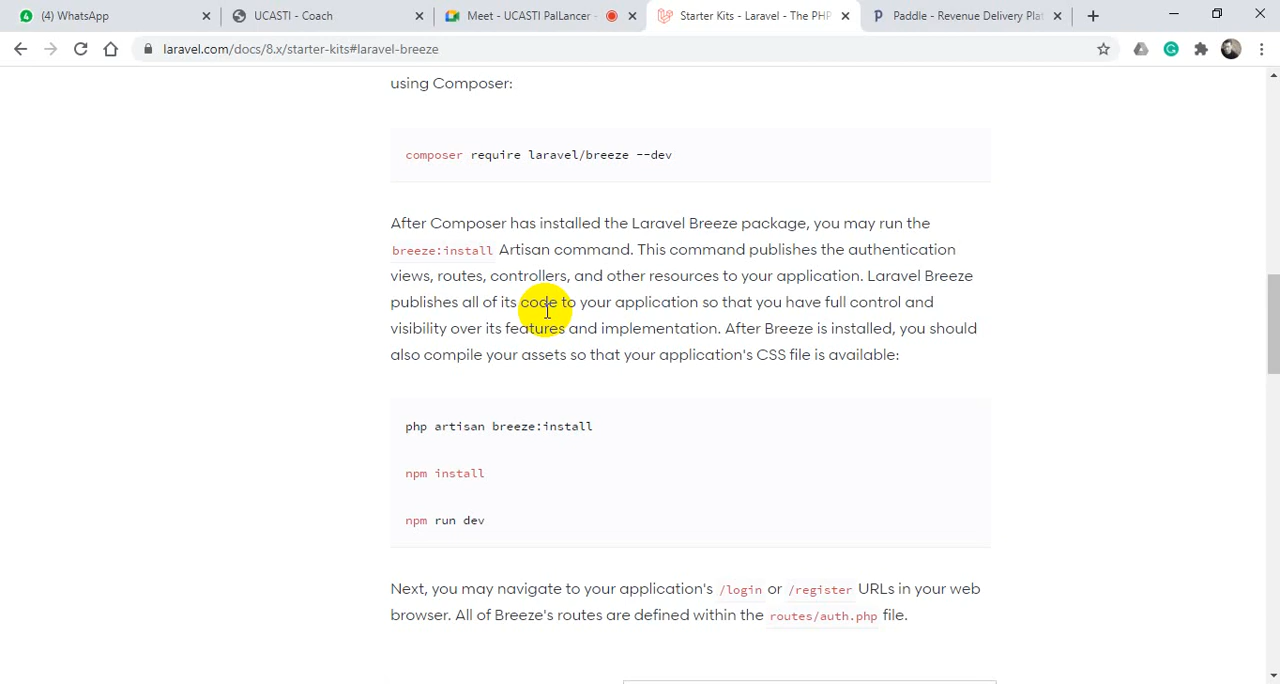 (4) WhatsApp
UCASTI - Coach
Meet - UCASTI PalLancer
Starter Kits - Laravel - The PHP
Paddle - Revenue Delivery Plat
laravel.com/docs/8.x/starter-kits#laravel-breeze
using Composer:
composer require laravel/breeze --dev
After Composer has installed the Laravel Breeze package, you may run the
breeze:install Artisan command. This command publishes the authentication
views, routes, controllers, and other resources to your application. Laravel Breeze
publishes all of its code to your application so that you have full control and
visibility over its features and implementation. After Breeze is installed, you should
also compile your assets so that your application's CSS file is available:
php artisan breeze:install
npm install
npm run dev
Next, you may navigate to your application's /login or /register URLs in your web
browser. All of Breeze's routes are defined within the routes/auth.php file.